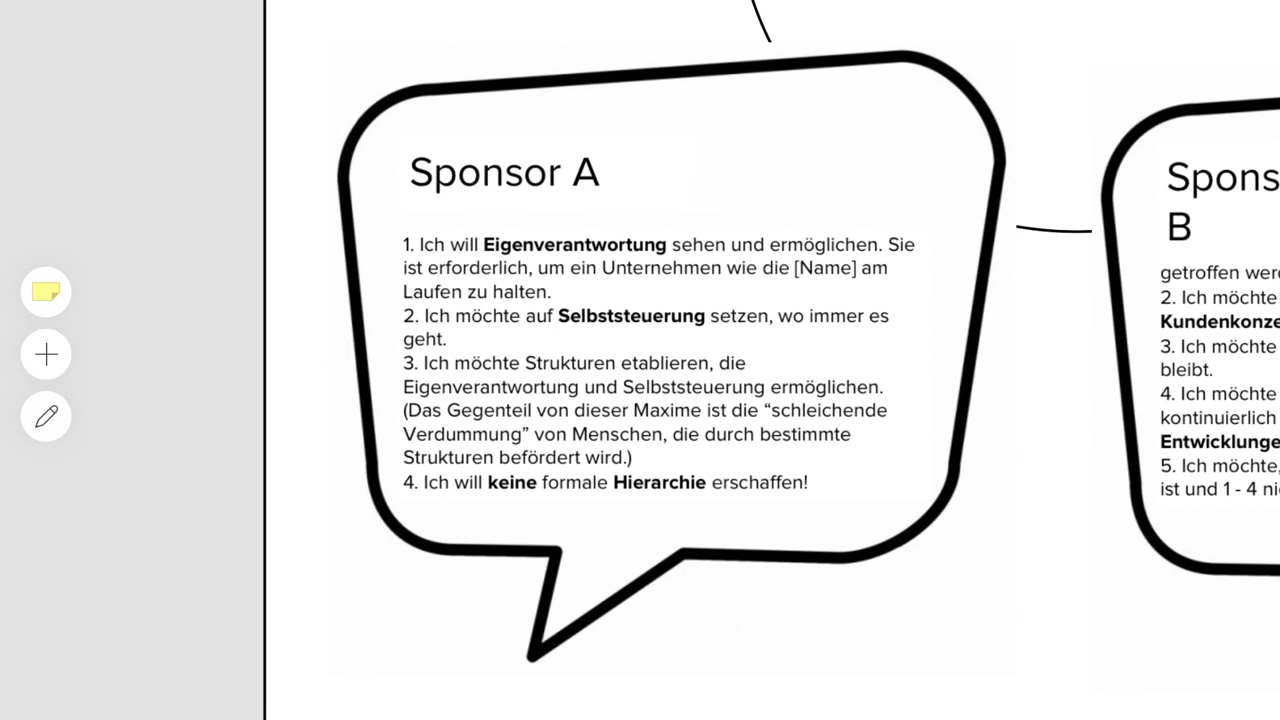 Sponsor A
1. Ich will Eigenverantwortung sehen und ermöglichen. Sie
ist erforderlich, um ein Unternehmen wie die [Name] am
Laufen zu halten.
2. Ich möchte auf Selbststeuerung setzen, wo immer es
geht.
3. Ich möchte Strukturen etablieren, die
Eigenverantwortung und Selbststeuerung ermöglichen.
(Das Gegenteil von dieser Maxime ist die “schleichende
Verdummung” von Menschen, die durch bestimmte
Strukturen befördert wird.)
4. Ich will keine formale Hierarchie erschaffen!
Spons
B
getroffen
2. Ich möchte
Kundenkonze
3. Ich möchte
bleibt.
4. Ich möchte
kontinuierlich
Entwicklunge
5. Ich möchte,
ist und 1 - 4